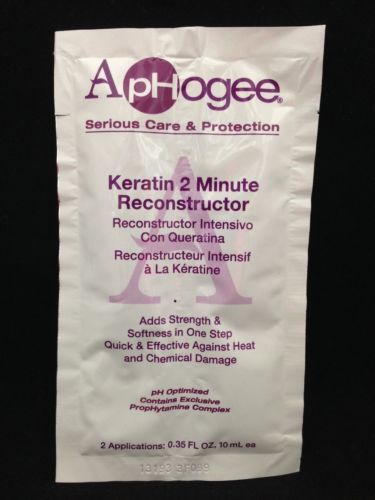 ApHogee®
Serious Care & Protection
Keratin 2 Minute
Reconstructor
Reconstructor Intensivo
Con Queratina
Reconstructeur Intensif
à La Kératine
Adds Strength &
Softness in One Step
Quick & Effective Against Heat
and Chemical Damage
pH Optimized
Contains Exclusive
PropHytamine Complex
2 Applications: 0.35 FL OZ, 10 mL ea